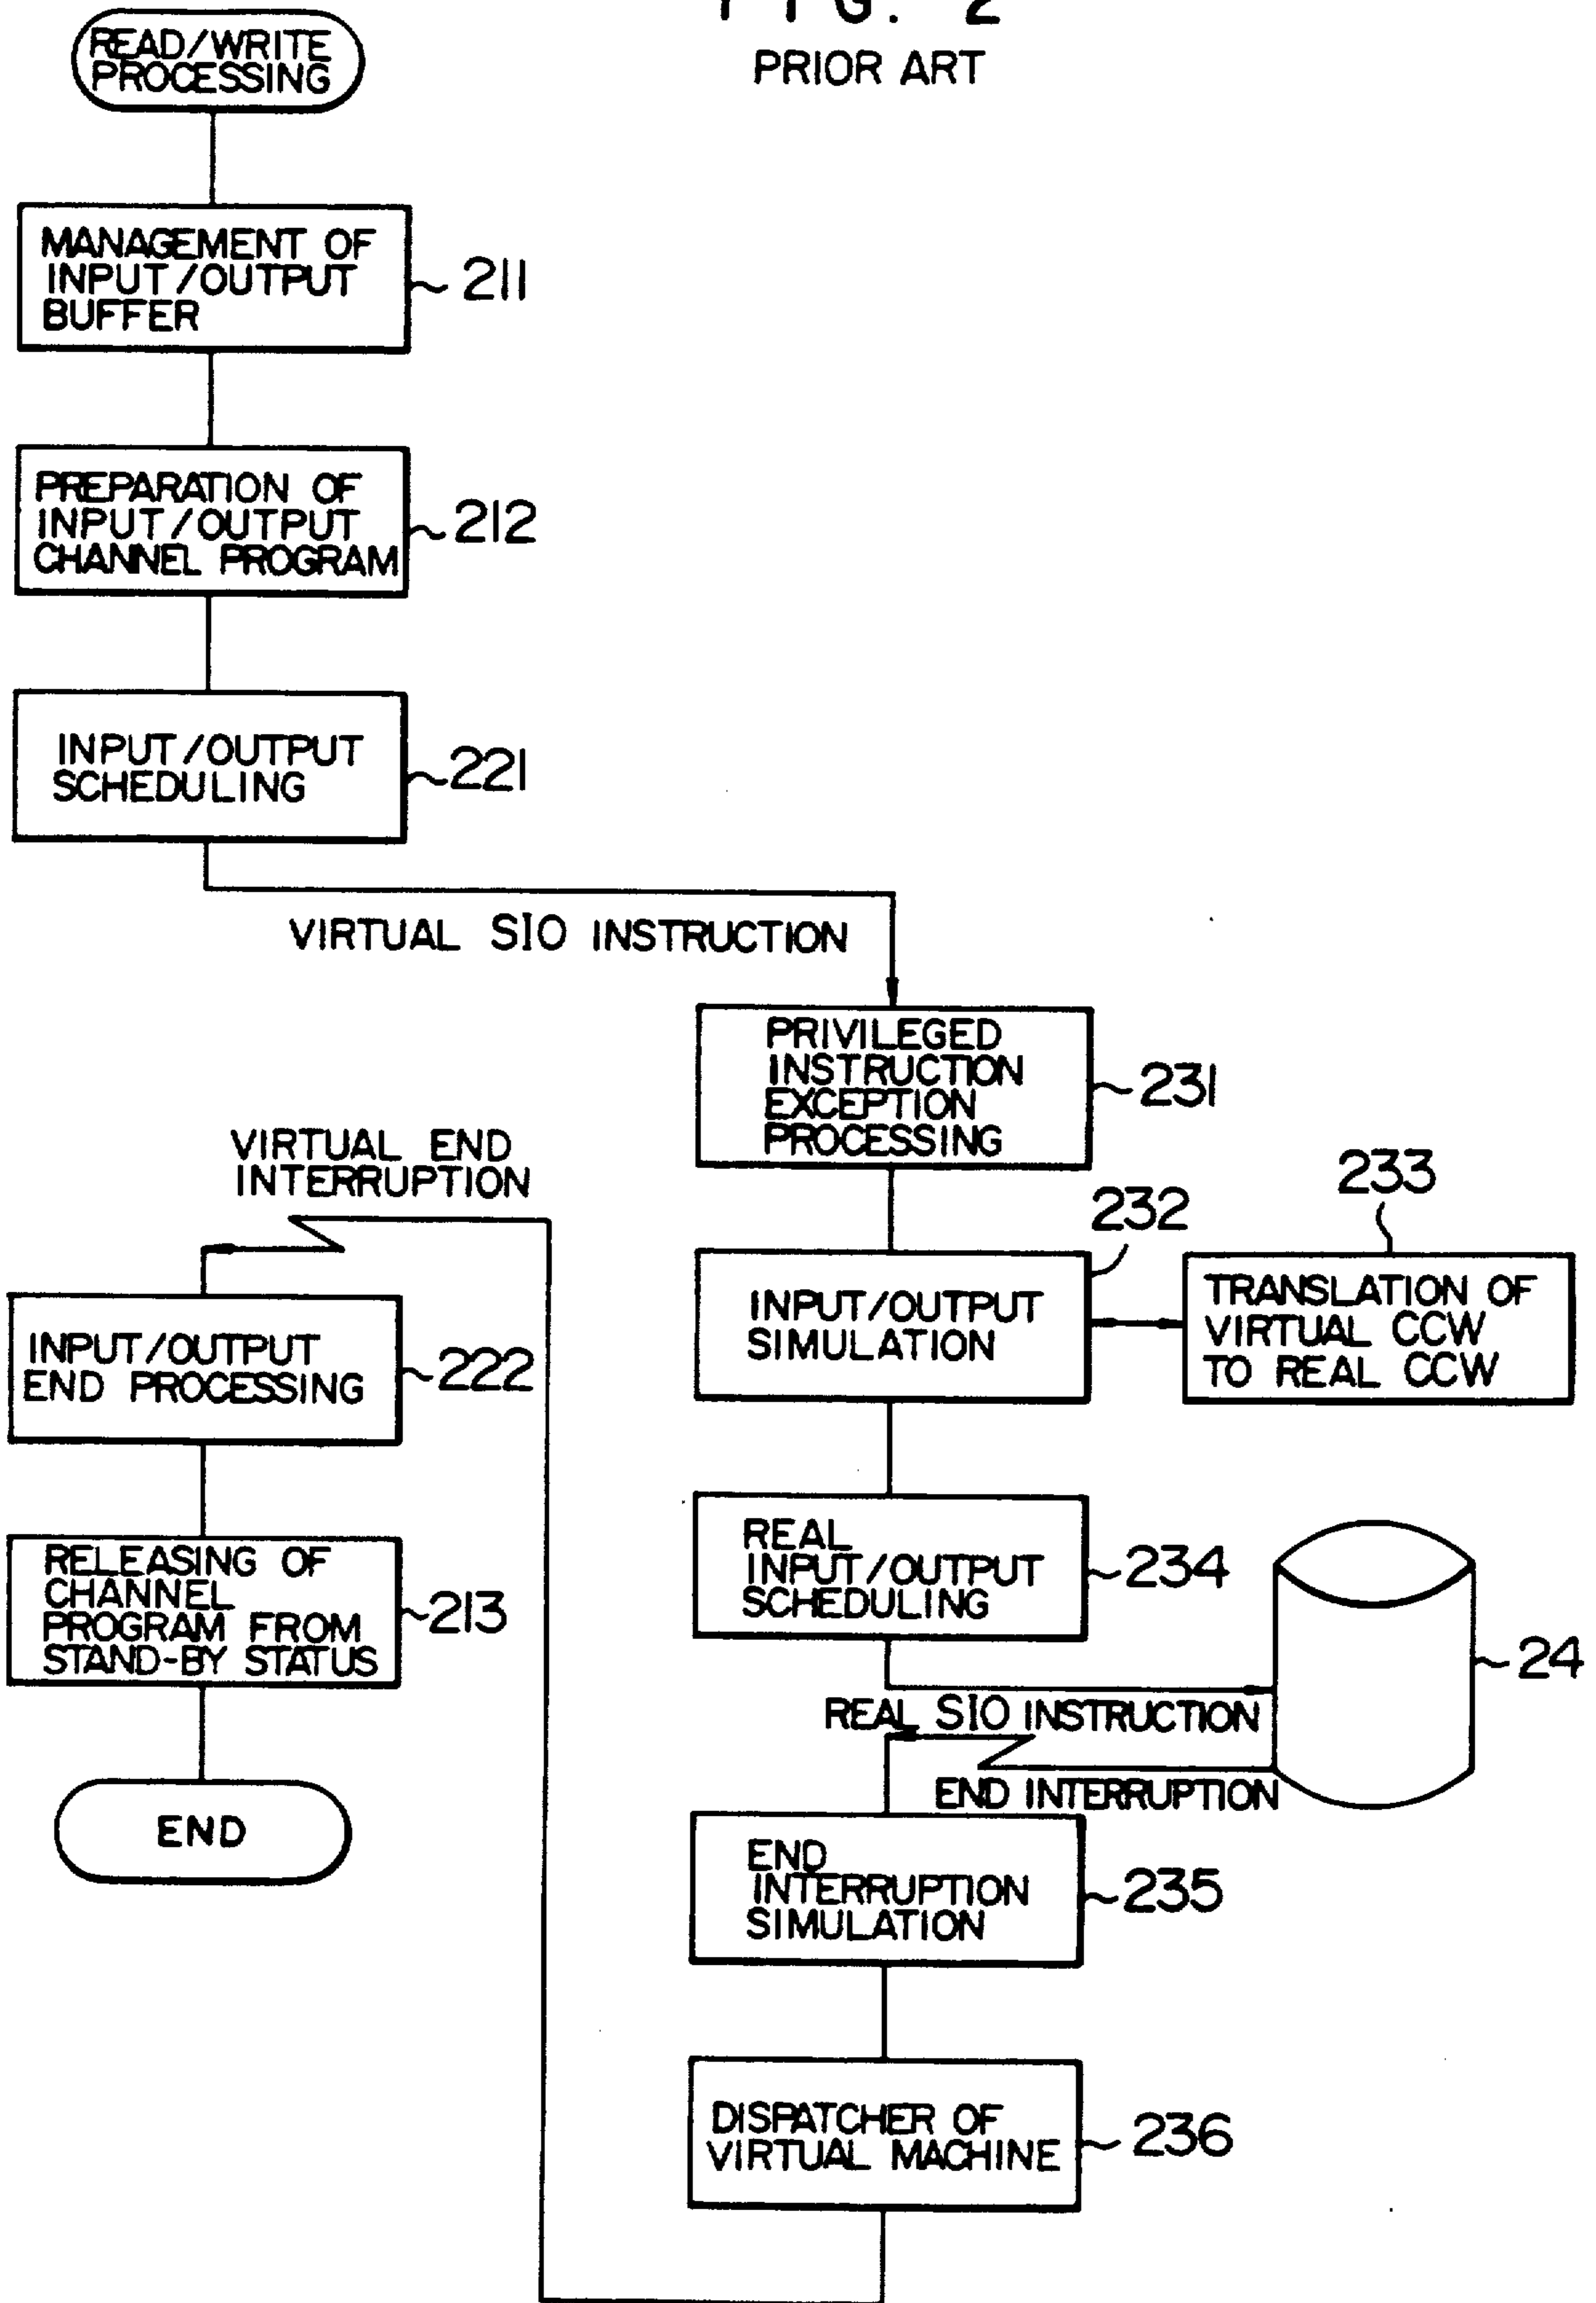 FIG. 2
PRIOR ART
READ/WRITE
PROCESSING
MANAGEMENT OF
INPUT/OUTPUT
BUFFER
211
PREPARATION OF
INPUT/OUTPUT
CHANNEL PROGRAM
212
INPUT/OUTPUT
SCHEDULING
221
VIRTUAL SIO INSTRUCTION
PRIVILEGED
INSTRUCTION
EXCEPTION
PROCESSING
231
VIRTUAL END
INTERRUPTION
232
233
INPUT/OUTPUT
SIMULATION
TRANSLATION OF
VIRTUAL CCW
TO REAL CCW
INPUT/OUTPUT
END PROCESSING
222
REAL
INPUT/OUTPUT
SCHEDULING
234
RELEASING OF
CHANNEL
PROGRAM FROM
STAND-BY STATUS
213
24
REAL SIO INSTRUCTION
END INTERRUPTION
END
END
INTERRUPTION
SIMULATION
235
DISPATCHER OF
VIRTUAL MACHINE
236